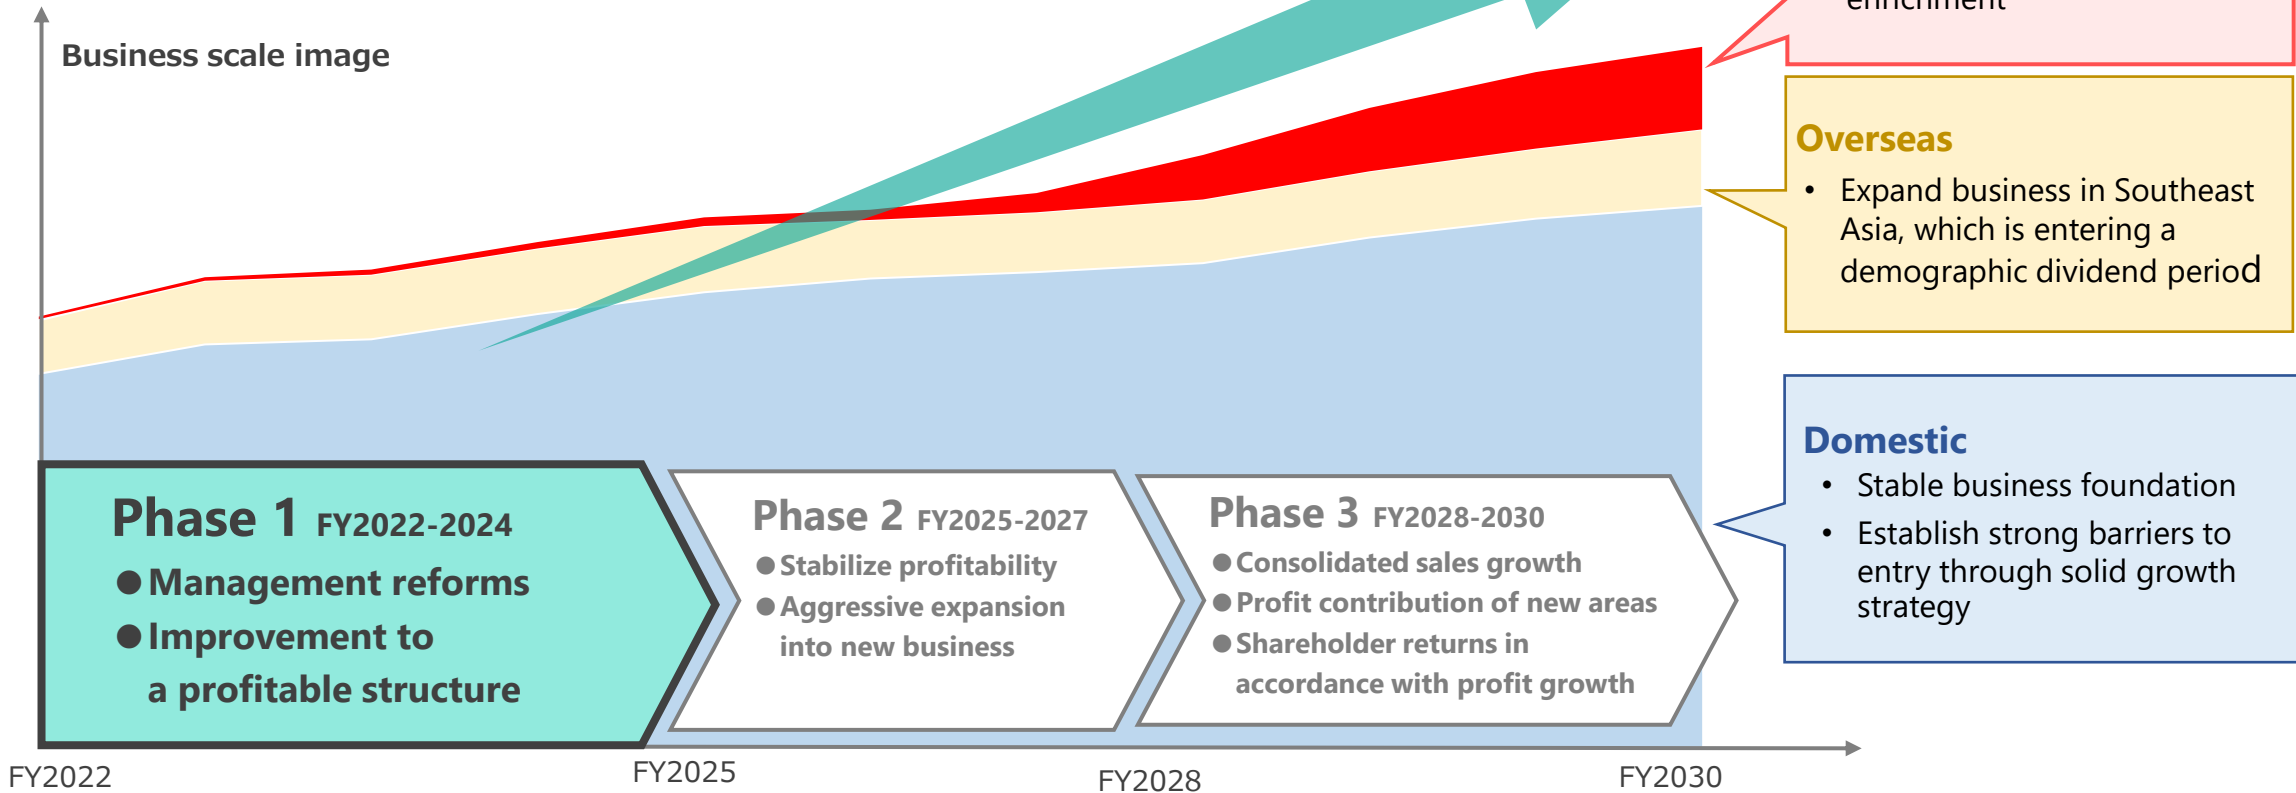 enrichment
Business scale image
Overseas
• Expand business in Southeast
Asia, which is entering a
demographic dividend period
Domestic
• Stable business foundation
• Establish strong barriers to
entry through solid growth
strategy
Phase 1 FY2022-2024
●Management reforms
●Improvement to
a profitable structure
Phase 2 FY2025-2027
●Stabilize profitability
●Aggressive expansion
into new business
Phase 3 FY2028-2030
●Consolidated sales growth
●Profit contribution of new areas
●Shareholder returns in
accordance with profit growth
FY2022
FY2025
FY2028
FY2030